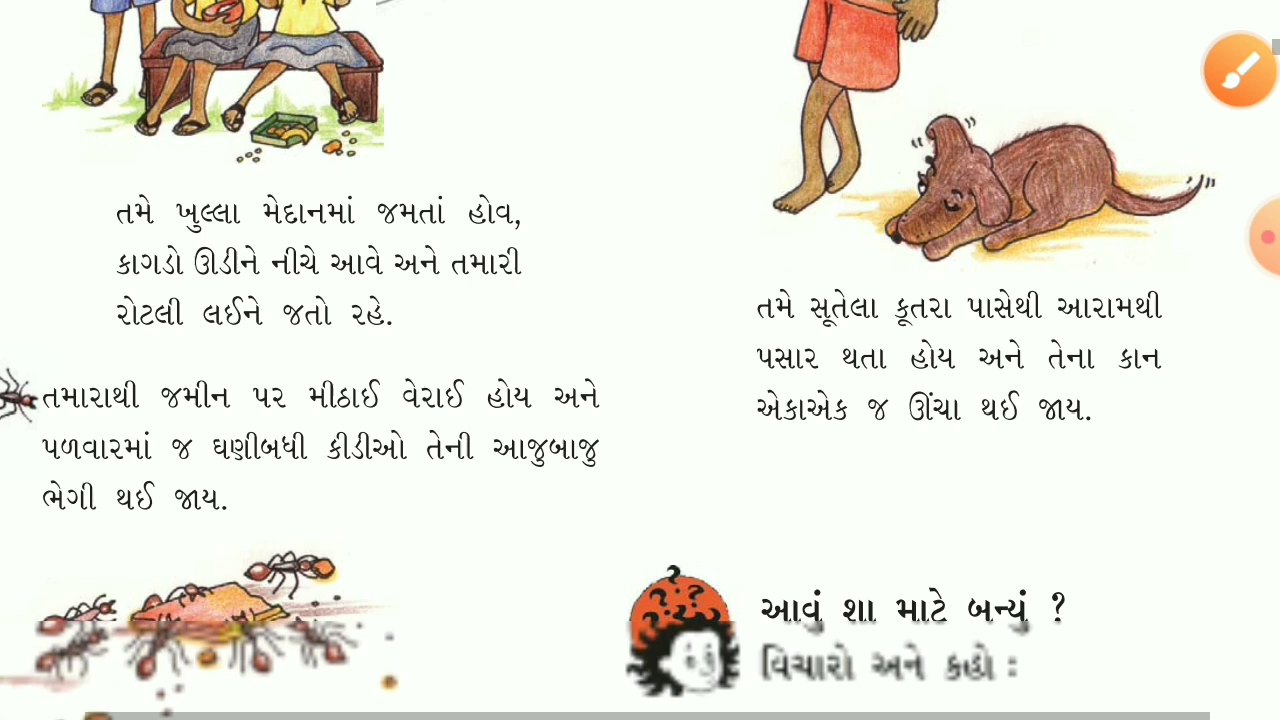 તમે ખુલ્લા મેદાનમાં જમતાં હોવ,
કાગડો ઊડીને નીચે આવે અને તમારી
રોટલી લઈને જતો રહે.
તમારાથી જમીન પર મીઠાઈ વેરાઈ હોય અને
પળવારમાં જ ઘણીબધી કીડીઓ તેની આજુબાજુ
ભેગી થઈ જાય.
તમે સૂતેલા કૂતરા પાસેથી આરામથી
પસાર થતા હોય અને તેના કાન
એકાએક જ ઊંચા થઈ જાય.
આવું શા માટે બન્યું ?
વિચારો અને કહો :